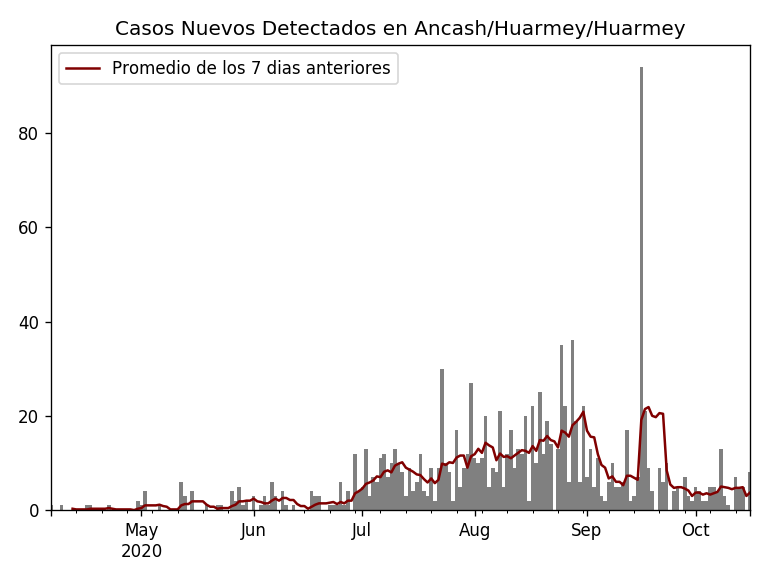 Casos Nuevos Detectados en Ancash/Huarmey/Huarmey
Promedio de los 7 dias anteriores
80
60
40
20
0
May Jun Jul Aug Sep Oct
2020